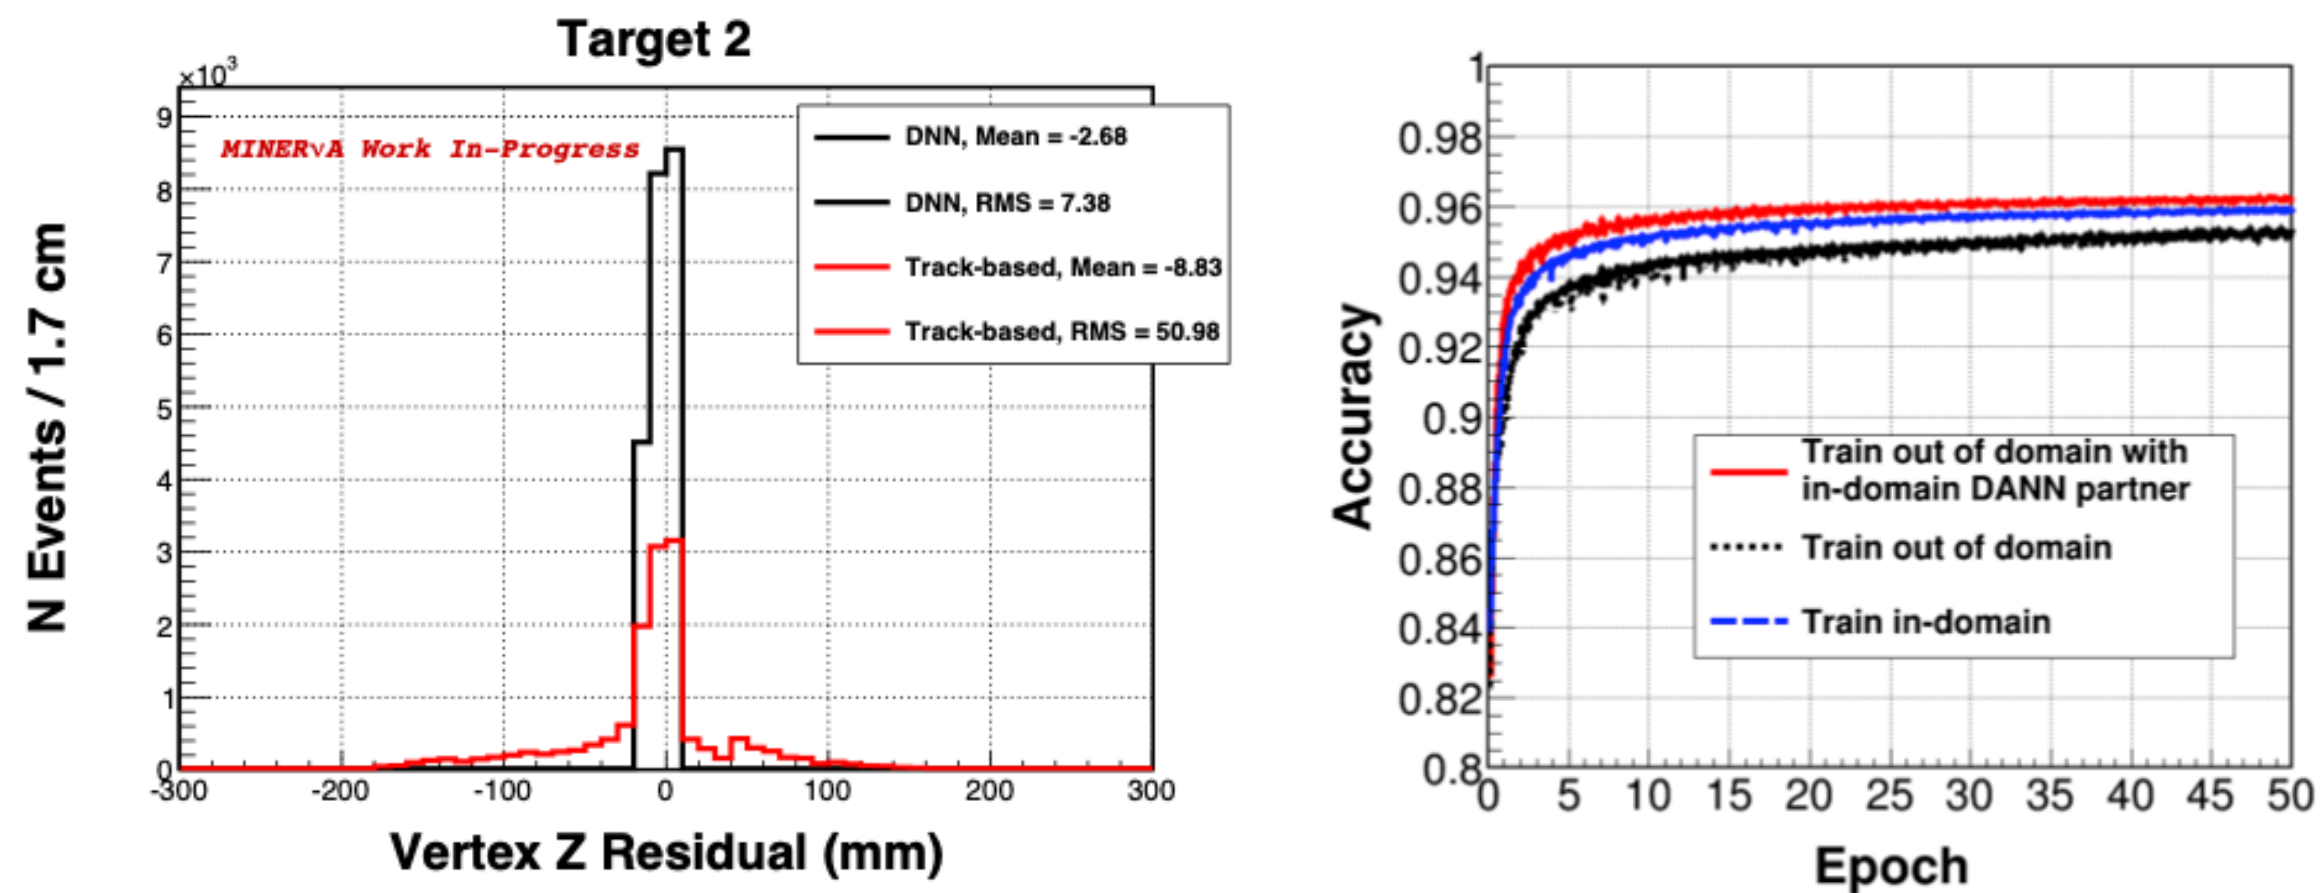 Target 2
×10³
9
8
7
6
5
4
3
2
1
0
-300 -200 -100 0 100 200 300
N Events / 1.7 cm
Vertex Z Residual (mm)
MINERνA Work In-Progress
DNN, Mean = -2.68
DNN, RMS = 7.38
Track-based, Mean = -8.83
Track-based, RMS = 50.98
1
0.98
0.96
0.94
0.92
0.9
0.88
0.86
0.84
0.82
0.8
0 5 10 15 20 25 30 35 40 45 50
Accuracy
Epoch
Train out of domain with
in-domain DANN partner
Train out of domain
Train in-domain